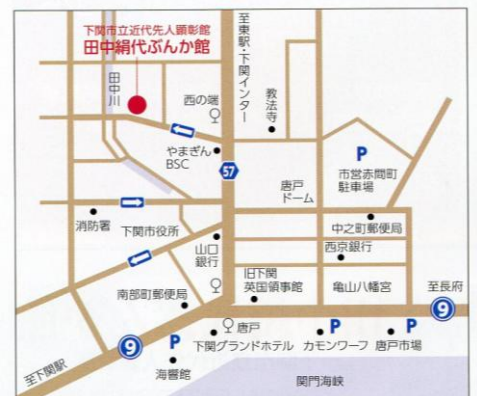 下関市立近代先人顕彰館
田中絹代ぶんか館
至東駅・下関インター
田中川
西の端
教法寺
やまぎん
BSC
57
P
市営赤間町
駐車場
唐戸
ドーム
消防署
下関市役所
中之町郵便局
山口
銀行
西京銀行
旧下関
英国領事館
亀山八幡宮
至長府
南部町郵便局
9
唐戸
9
P
P
P
下関グランドホテル
カモンワーフ
唐戸市場
至下関駅
海響館
関門海峡